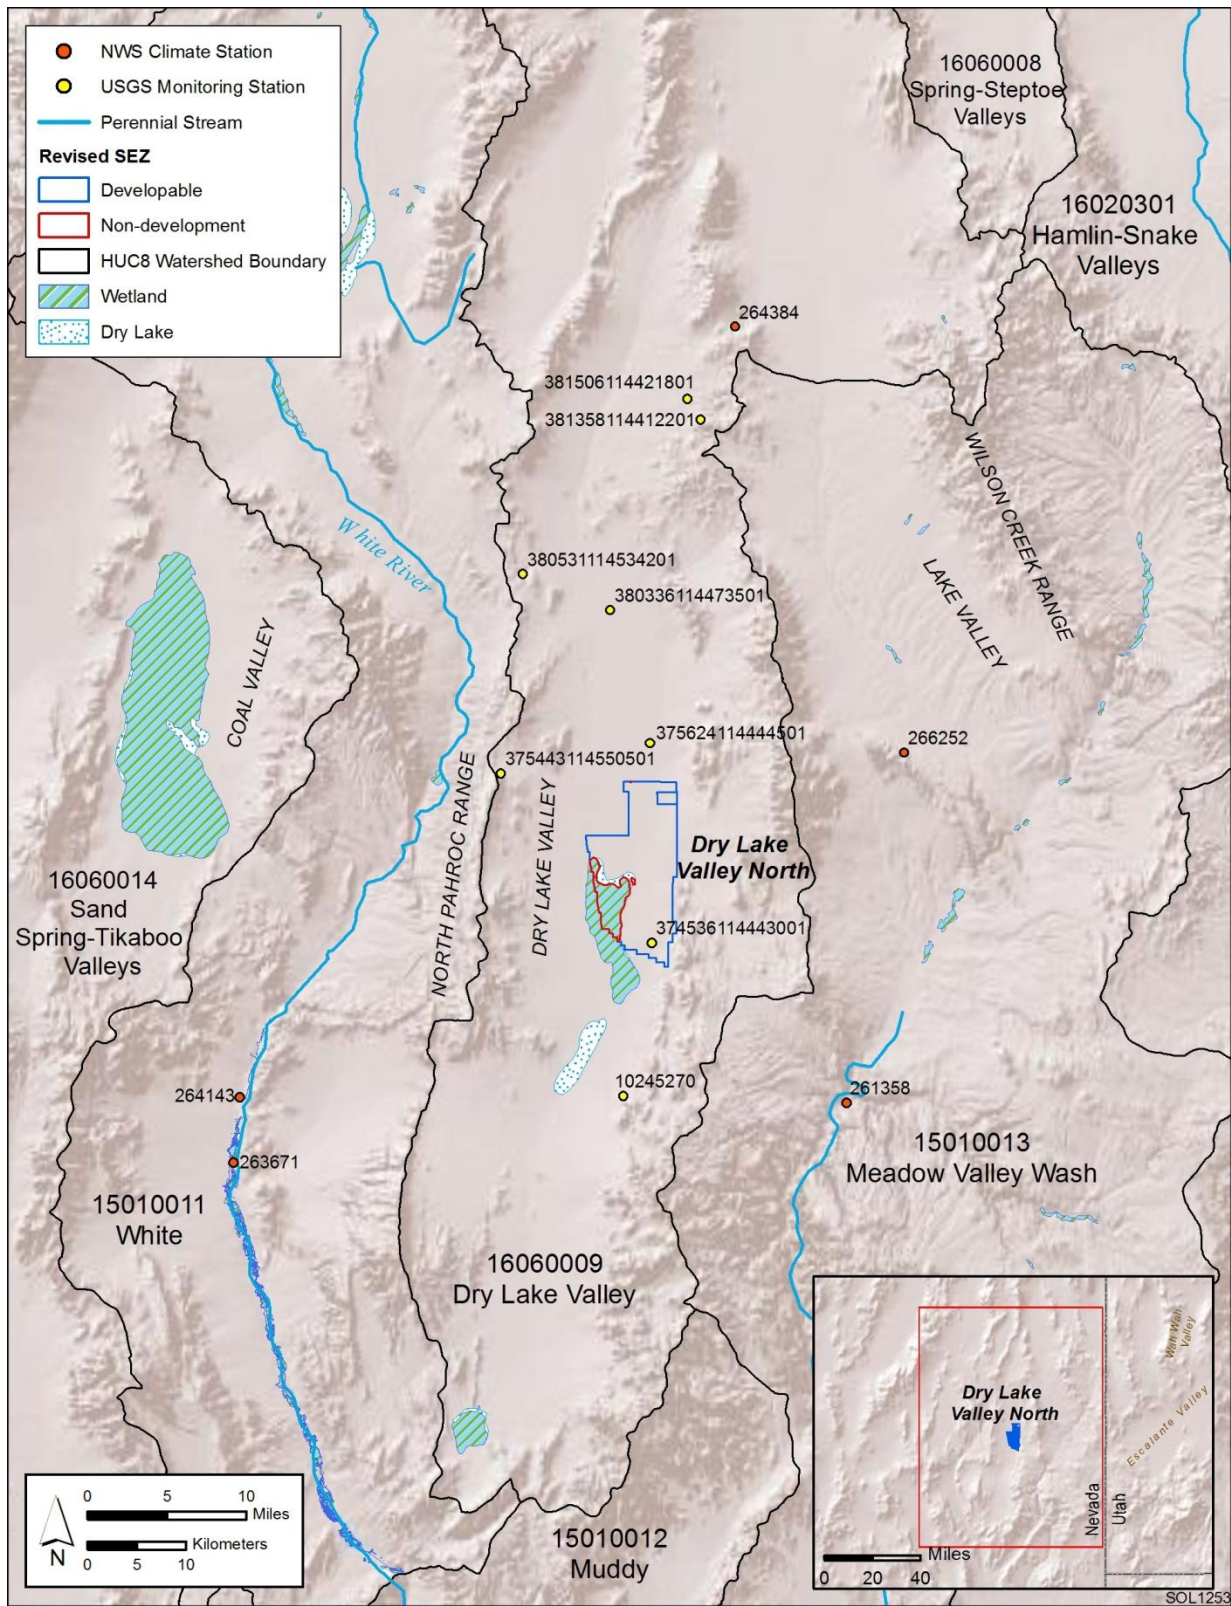 NWS Climate Station
USGS Monitoring Station
Perennial Stream
Revised SEZ
Developable
Non-development
HUC8 Watershed Boundary
Wetland
Dry Lake
16060008
Spring-Steptoe
Valleys
16020301
Hamlin-Snake
Valleys
264384
381506114421801
381358114412201
WILSON CREEK RANGE
White River
380531114534201
380336114473501
LAKE VALLEY
COAL VALLEY
375624114444501
266252
375443114550501
NORTH PAHROC RANGE
DRY LAKE VALLEY
Dry Lake
Valley North
16060014
Sand
Spring-Tikaboo
Valleys
374536114443001
264143
10245270
261358
263671
15010013
Meadow Valley Wash
15010011
White
16060009
Dry Lake Valley
15010012
Muddy
0 5 10
Miles
Kilometers
0 5 10
N
Wah Wah
Valley
Dry Lake
Valley North
Escalante Valley
Nevada
Utah
Miles
0 20 40
SOL1253